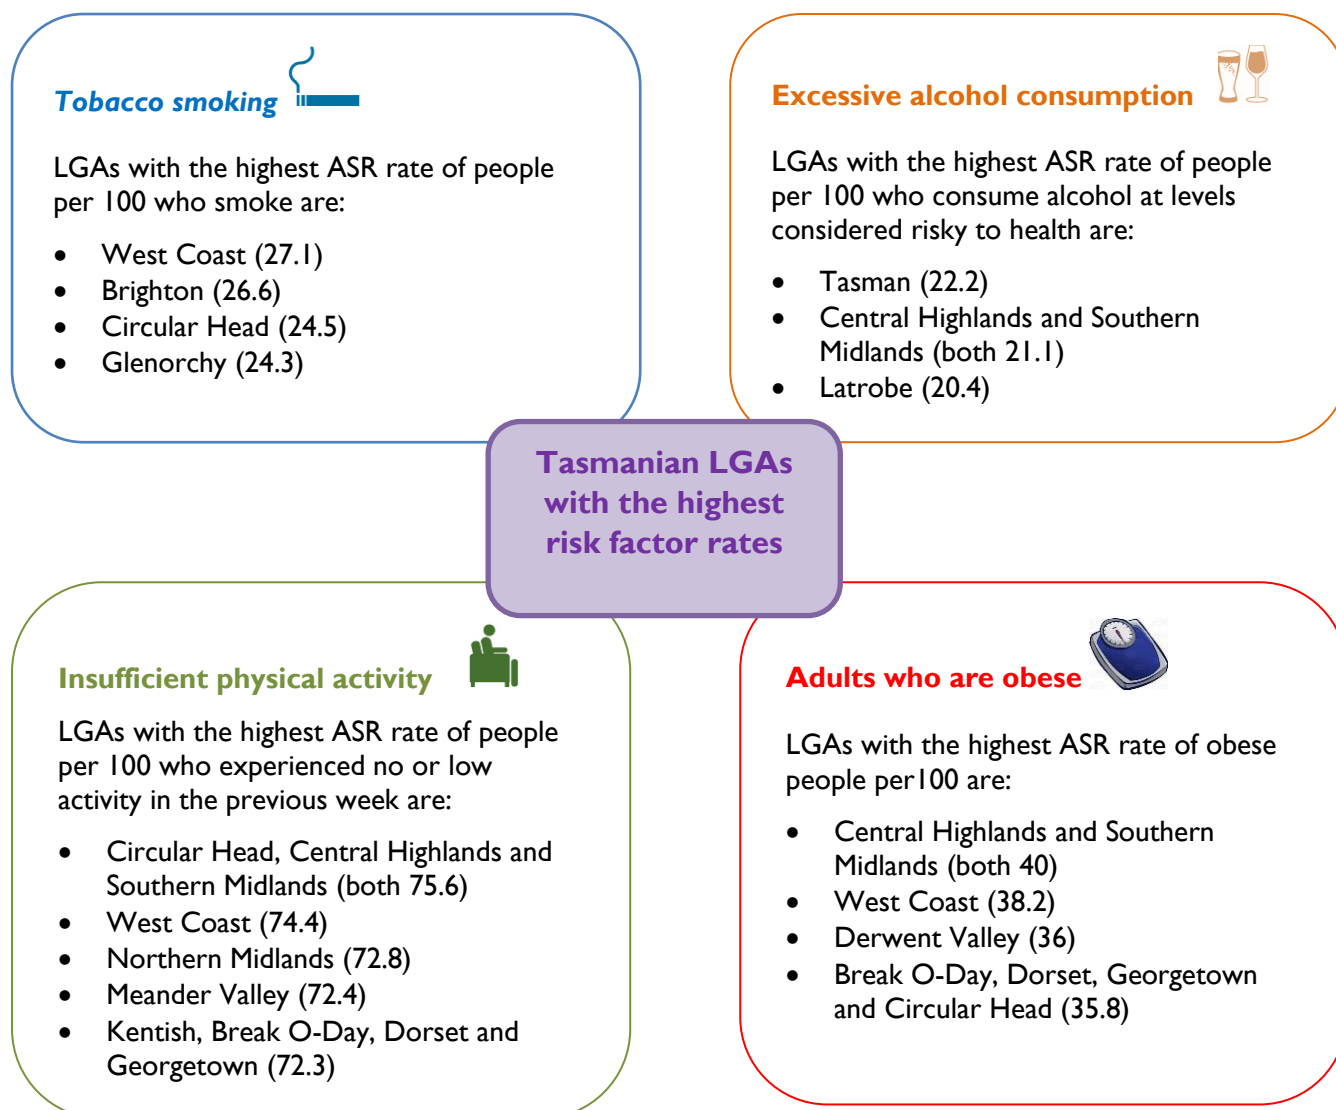 Tobacco smoking
LGAs with the highest ASR rate of people
per 100 who smoke are:
• West Coast (27.1)
• Brighton (26.6)
• Circular Head (24.5)
• Glenorchy (24.3)
Excessive alcohol consumption
LGAs with the highest ASR rate of people
per 100 who consume alcohol at levels
considered risky to health are:
• Tasman (22.2)
• Central Highlands and Southern
Midlands (both 21.1)
• Latrobe (20.4)
Tasmanian LGAs
with the highest
risk factor rates
Insufficient physical activity
LGAs with the highest ASR rate of people
per 100 who experienced no or low
activity in the previous week are:
• Circular Head, Central Highlands and
Southern Midlands (both 75.6)
• West Coast (74.4)
• Northern Midlands (72.8)
• Meander Valley (72.4)
• Kentish, Break O-Day, Dorset and
Georgetown (72.3)
Adults who are obese
LGAs with the highest ASR rate of obese
people per100 are:
• Central Highlands and Southern
Midlands (both 40)
• West Coast (38.2)
• Derwent Valley (36)
• Break O-Day, Dorset, Georgetown
and Circular Head (35.8)